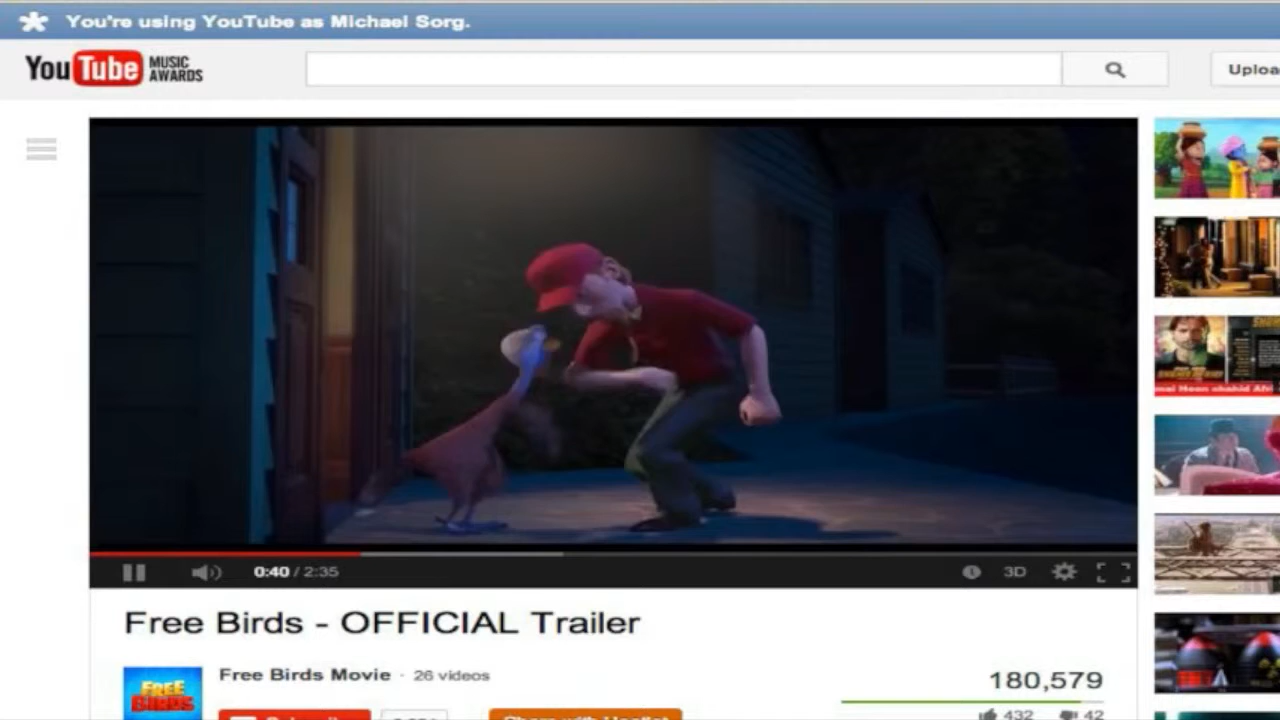 You're using YouTube as Michael Sorg.
YouTube MUSIC AWARDS
Uploa
0:40 / 2:35
3D
Free Birds - OFFICIAL Trailer
Free Birds Movie · 26 videos
FREE BIRDS
180,579
432 42